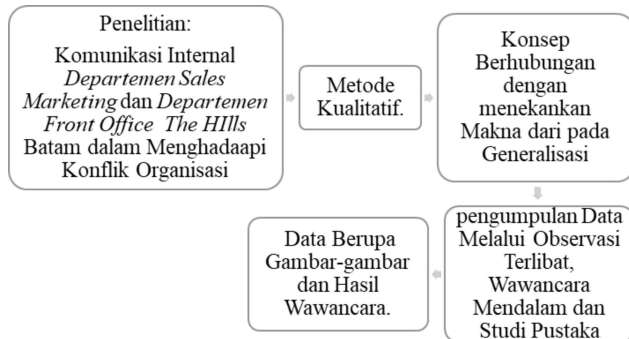 Penelitian:
Komunikasi Internal
Departemen Sales
Marketing dan Departemen
Front Office The HIlls
Batam dalam Menghadaapi
Konflik Organisasi
Metode
Kualitatif.
Konsep
Berhubungan
dengan
menekankan
Makna dari pada
Generalisasi
pengumpulan Data
Melalui Observasi
Terlibat,
Wawancara
Mendalam dan
Studi Pustaka
Data Berupa
Gambar-gambar
dan Hasil
Wawancara.